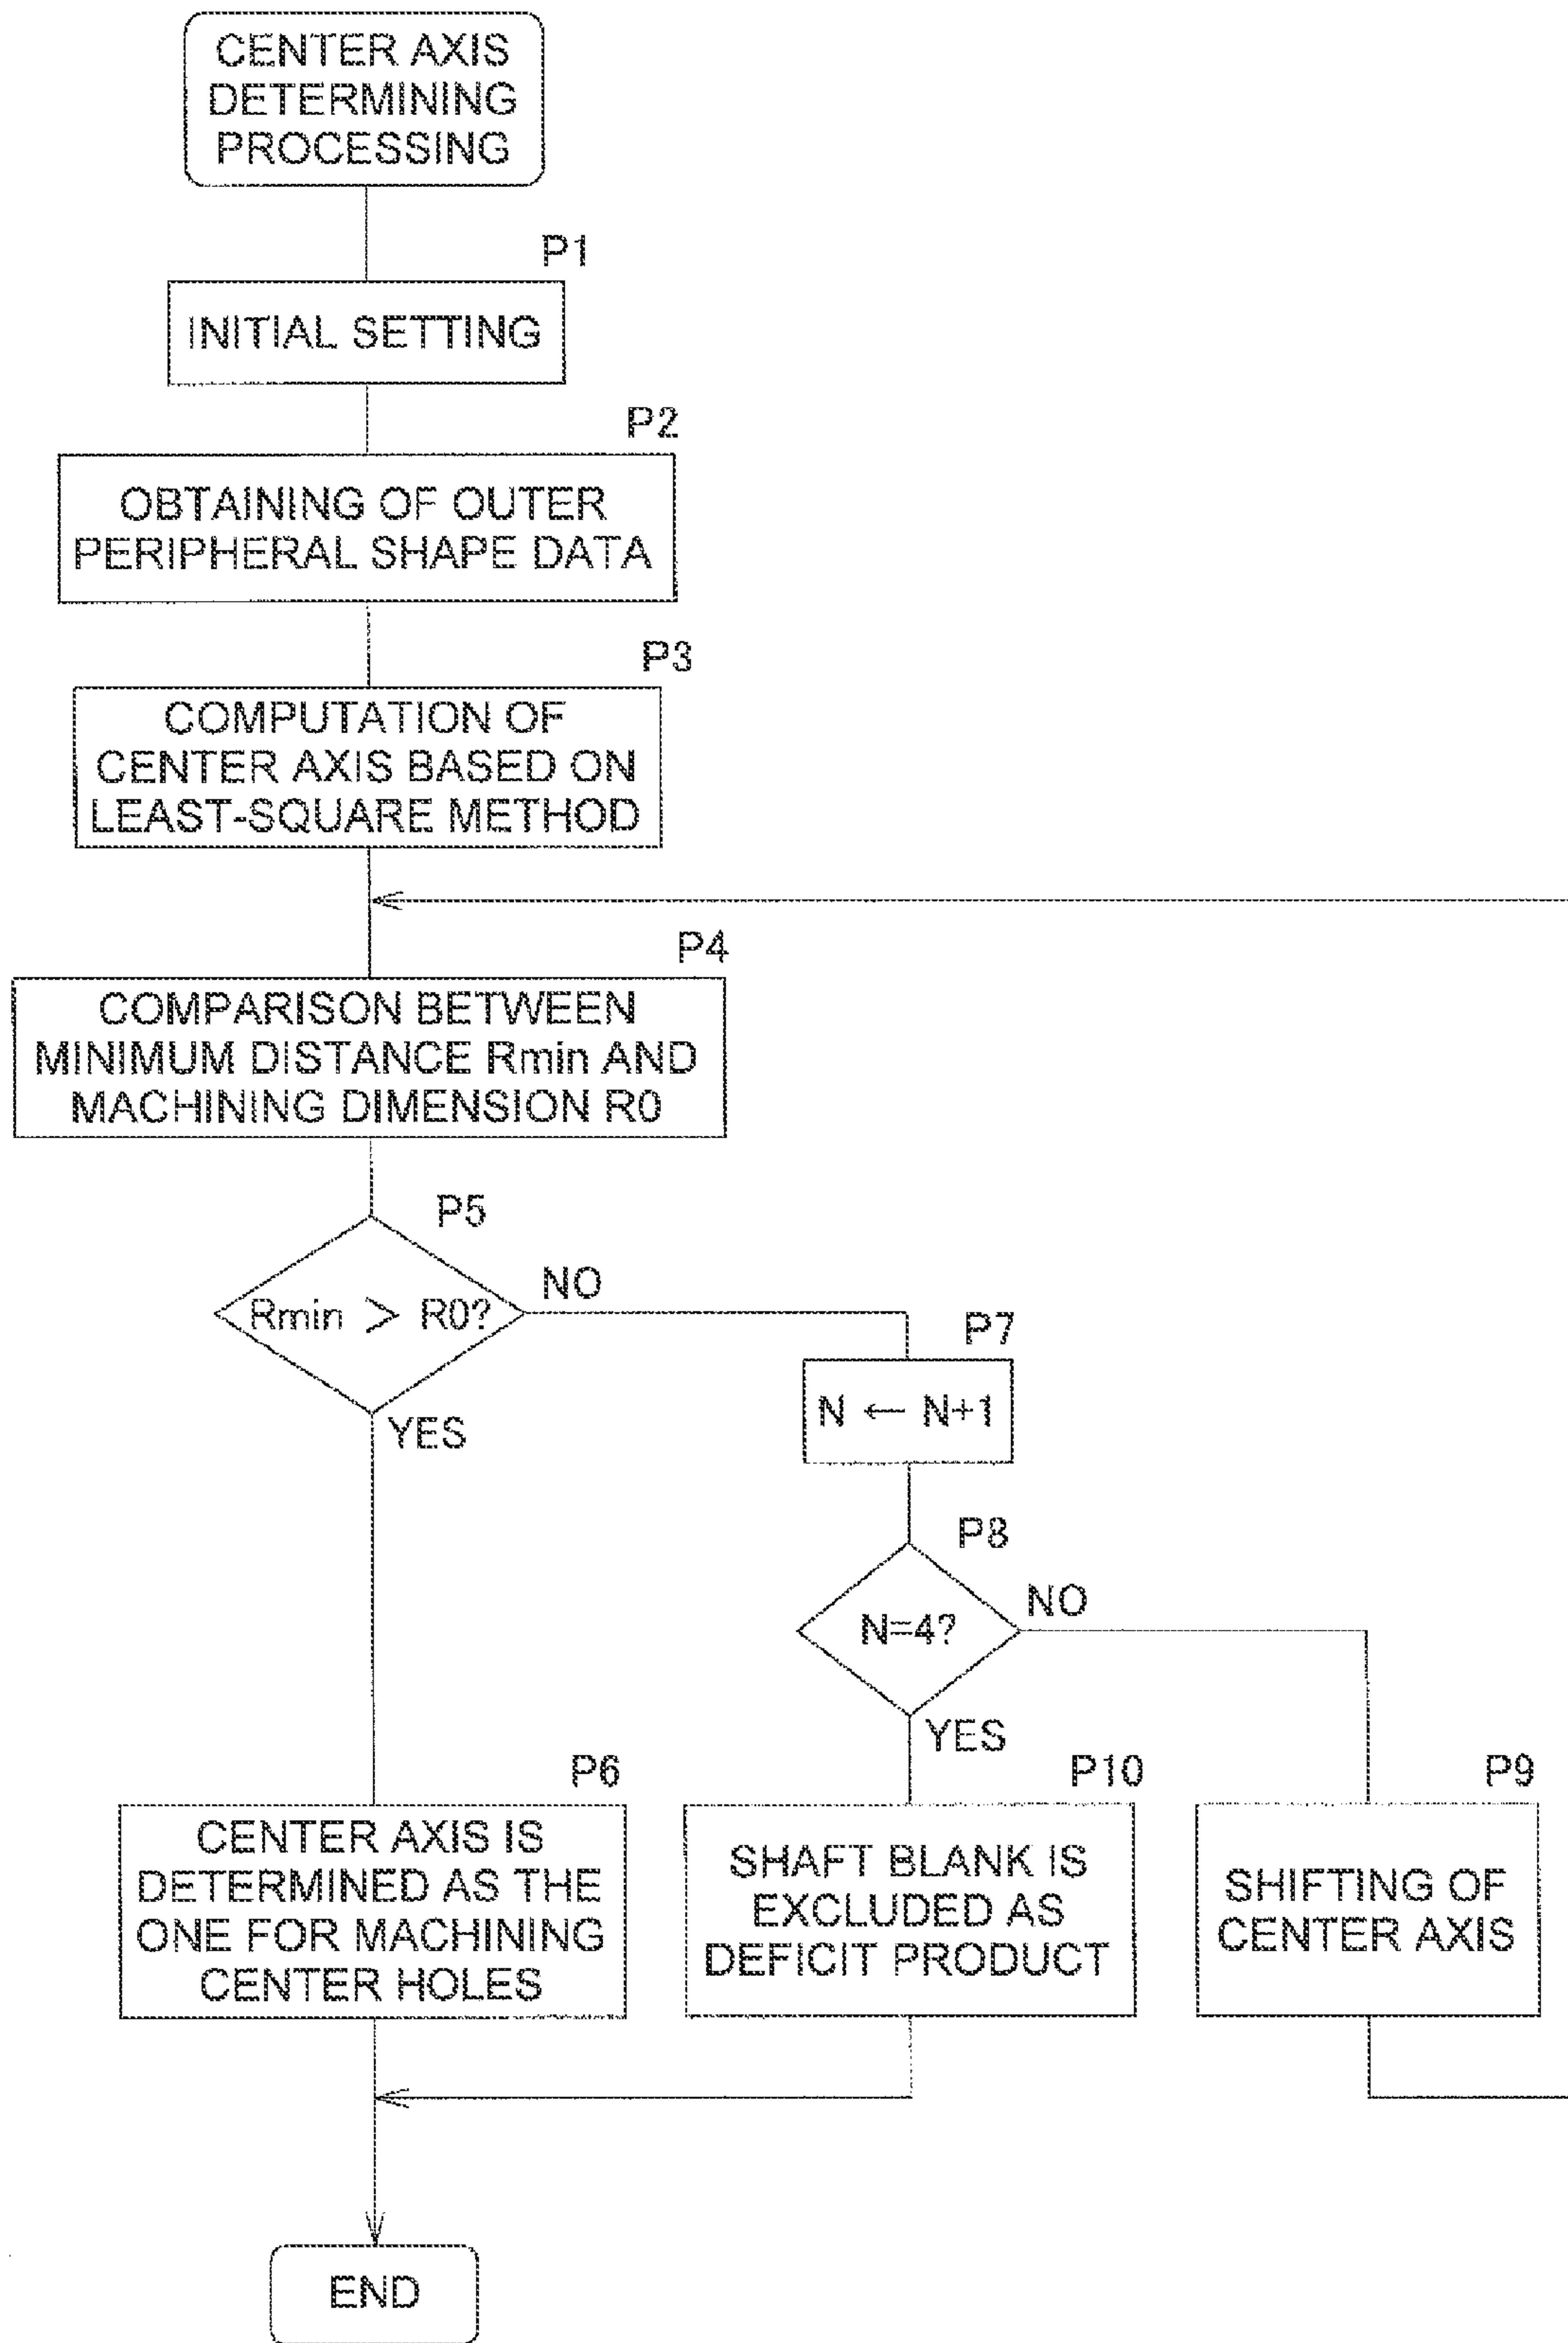 CENTER AXIS
DETERMINING
PROCESSING
P1
INITIAL SETTING
P2
OBTAINING OF OUTER
PERIPHERAL SHAPE DATA
P3
COMPUTATION OF
CENTER AXIS BASED ON
LEAST-SQUARE METHOD
P4
COMPARISON BETWEEN
MINIMUM DISTANCE Rmin AND
MACHINING DIMENSION R0
P5
Rmin > R0?
NO
YES
P7
N ← N+1
P8
N=4?
NO
YES
P6
CENTER AXIS IS
DETERMINED AS THE
ONE FOR MACHINING
CENTER HOLES
P10
SHAFT BLANK IS
EXCLUDED AS
DEFICIT PRODUCT
P9
SHIFTING OF
CENTER AXIS
END